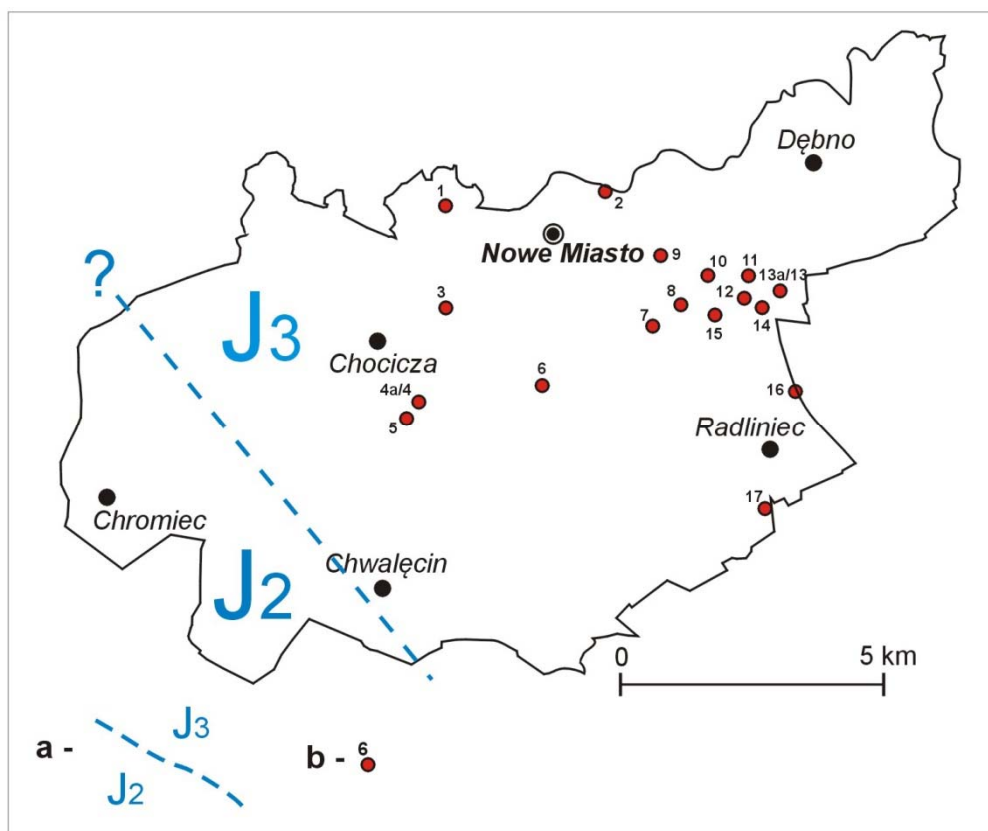 Dębno
1
2
Nowe Miasto
9
10
11
13a/13
12
8
?
J3
3
7
15
14
Chocicza
4a/4
6
5
16
Radliniec
Chromiec
17
J2
Chwalęcin
0
5 km
a -
J3
J2
b -
6